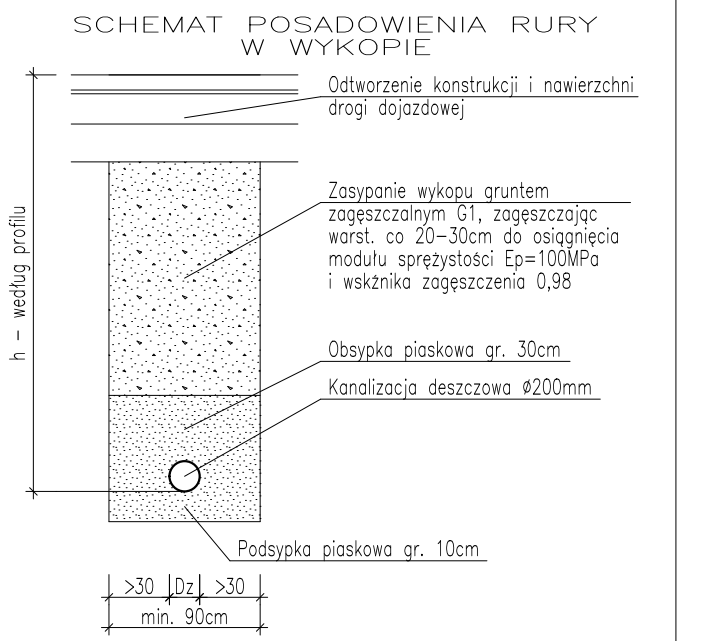 SCHEMAT POSADOWIENIA RURY
W WYKOPIE
Odtworzenie konstrukcji i nawierzchni
drogi dojazdowej
h – według profilu
Zasypanie wykopu gruntem
zagęszczalnym G1, zagęszczając
warst. co 20–30cm do osiągnięcia
modułu sprężystości Ep=100MPa
i wskźnika zagęszczenia 0,98
Obsypka piaskowa gr. 30cm
Kanalizacja deszczowa Ø200mm
Podsypka piaskowa gr. 10cm
>30 Dz >30
min. 90cm